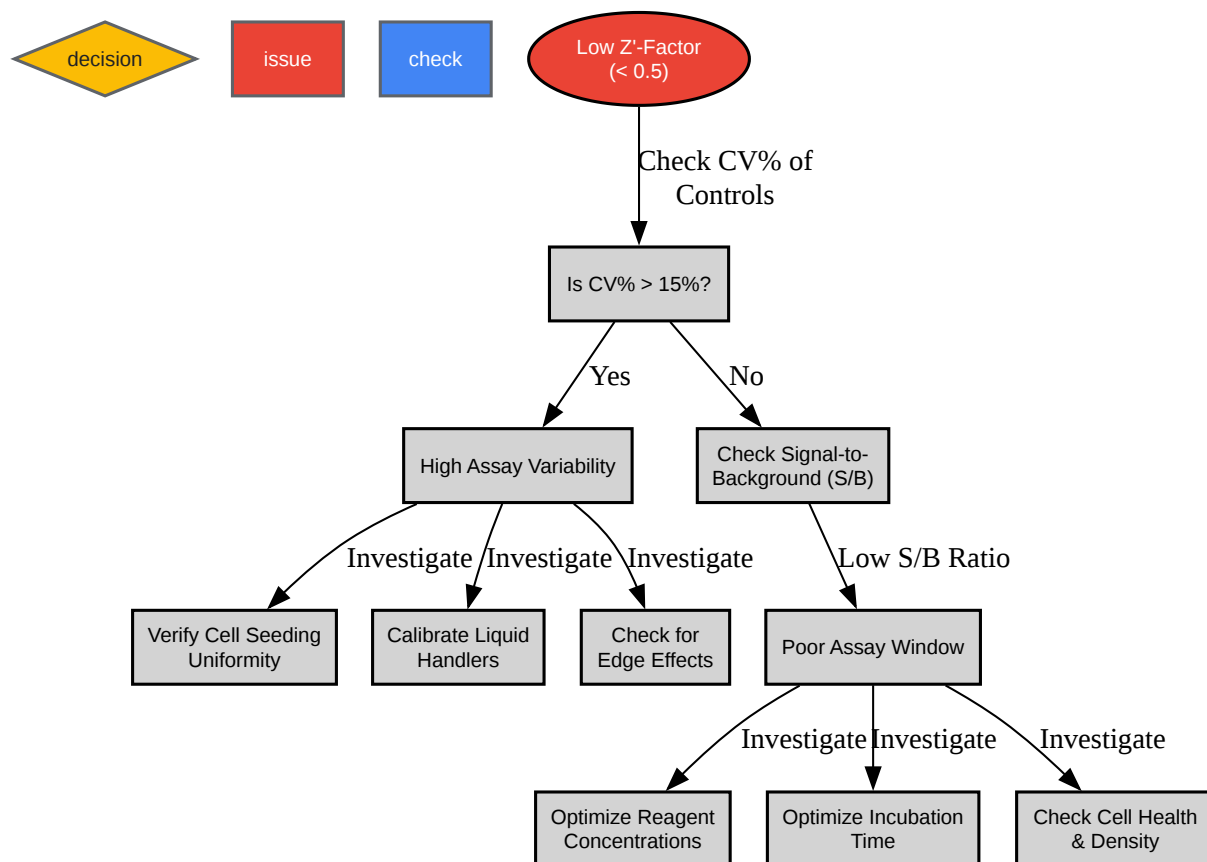 decision
issue
check
Low Z'-Factor
(< 0.5)
Check CV% of
Controls
Is CV% > 15%?
Yes
No
High Assay Variability
Check Signal-to-
Background (S/B)
Investigate
Investigate
Investigate
Low S/B Ratio
Verify Cell Seeding
Uniformity
Calibrate Liquid
Handlers
Check for
Edge Effects
Poor Assay Window
Investigate
Investigate
Investigate
Optimize Reagent
Concentrations
Optimize Incubation
Time
Check Cell Health
& Density